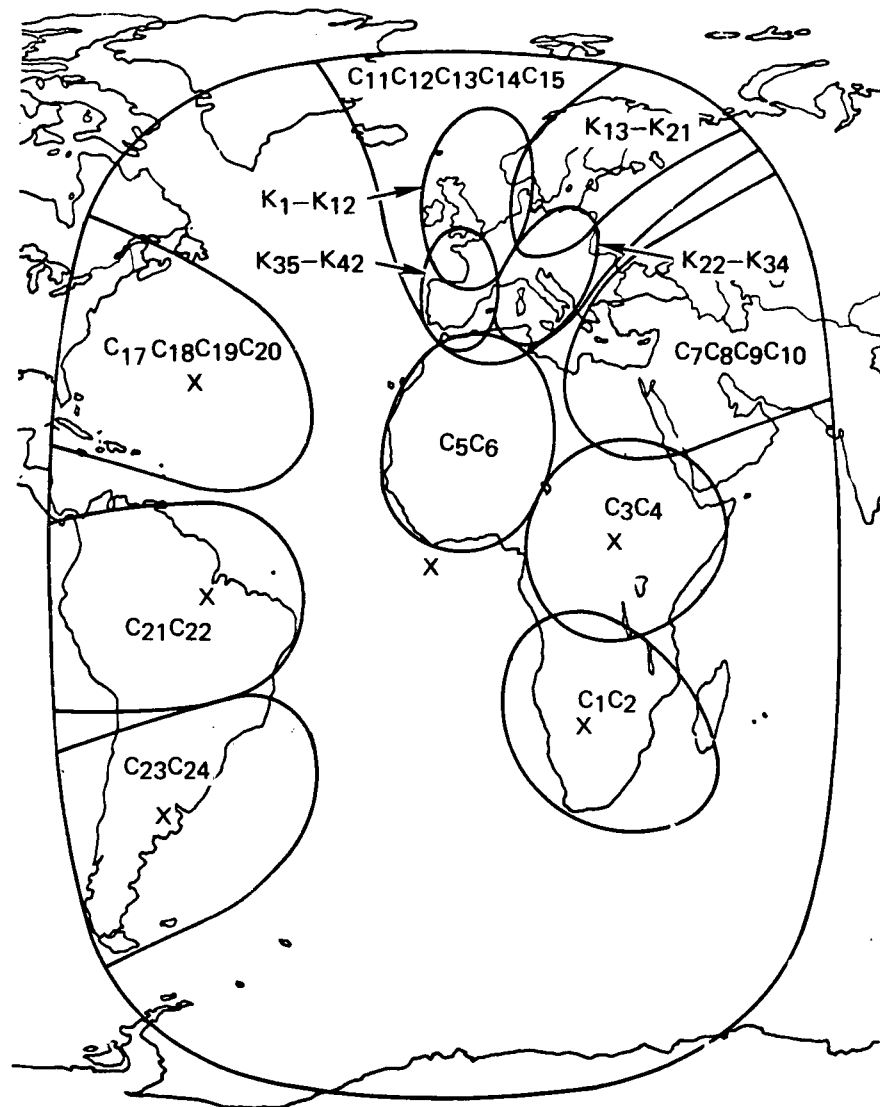 C₁₁C₁₂C₁₃C₁₄C₁₅
K₁₃–K₂₁
K₁–K₁₂
K₃₅–K₄₂
K₂₂–K₃₄
C₁₇C₁₈C₁₉C₂₀
X
C₇C₈C₉C₁₀
C₅C₆
C₃C₄
X
X
X
C₂₁C₂₂
C₁C₂
X
C₂₃C₂₄
X